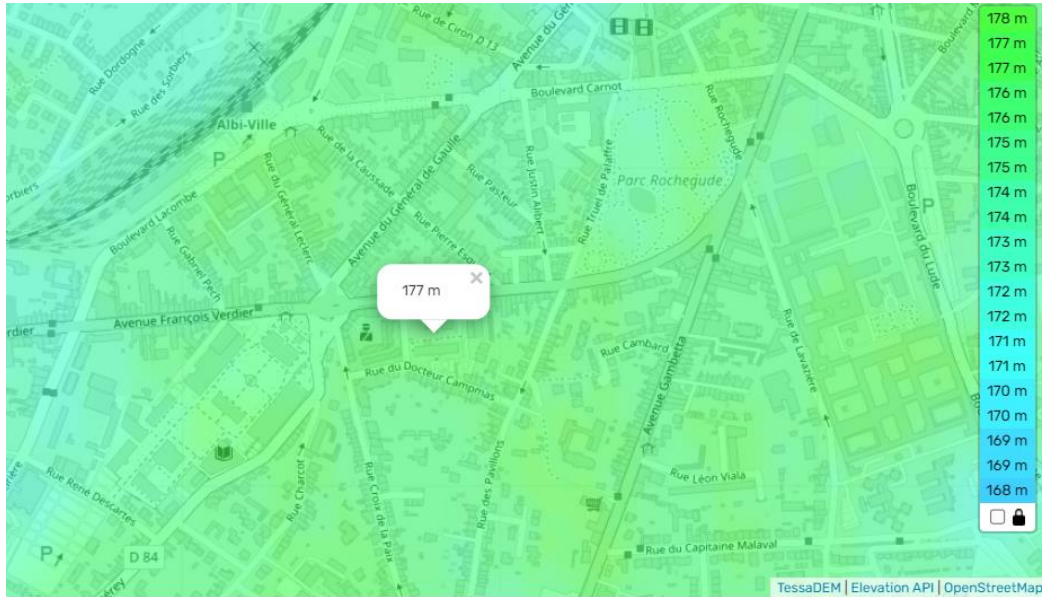 Rue de Ciron D 13
Avenue du Général
Rue Dordogne
Rue des Sorbiers
Boulevard Carnot
Albi-Ville
P
Rue Rochegude
Rue de la Caussade
Avenue du Général de Gaulle
Rue Pasteur
Rue Justin Alibert
Rue Truel de Palaffre
Parc Rochegude
Boulevard Lacombe
Rue du Général Leclerc
Rue Gabriel Pech
Rue Pierre Esq
P
Boulevard du Lude
177 m
×
Avenue François Verdier
rdier
Rue de Lavazière
Rue Cambard
Avenue Gambetta
Rue du Docteur Campmas
Rue des Pavillons
Rue Charcot
Rue Croix de la Paix
Rue René Descartes
Rue Léon Viala
P
D 84
Rue du Capitaine Malaval
178 m
177 m
177 m
176 m
176 m
175 m
175 m
174 m
174 m
173 m
173 m
172 m
172 m
171 m
171 m
170 m
170 m
169 m
169 m
168 m
TessaDEM | Elevation API | OpenStreetMap